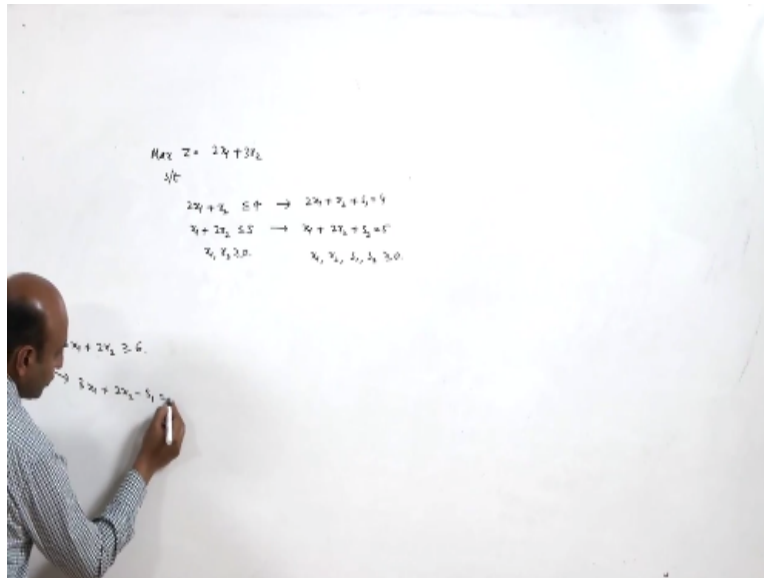 Max Z = 2x₁ + 3x₂
s/t
2x₁ + x₂ ≤ 4 → 2x₁ + x₂ + s₁ = 4
x₁ + 2x₂ ≤ 5 → x₁ + 2x₂ + s₂ = 5
x₁, x₂ ≥ 0. x₁, x₂, s₁, s₂ ≥ 0.
x₁ + 2x₂ ≥ 6.
→ 3x₁ + 2x₂ - s₁ =